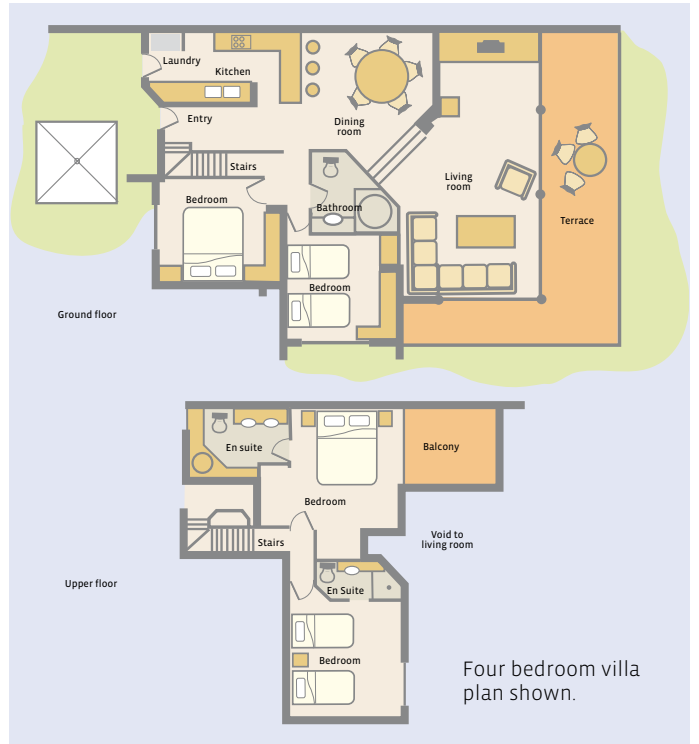 Laundry
Kitchen
Entry
Dining
room
Stairs
Living
room
Bedroom
Bathroom
Terrace
Bedroom
Ground floor
En suite
Balcony
Bedroom
Stairs
Void to
living room
Upper floor
En Suite
Bedroom
Four bedroom villa
plan shown.